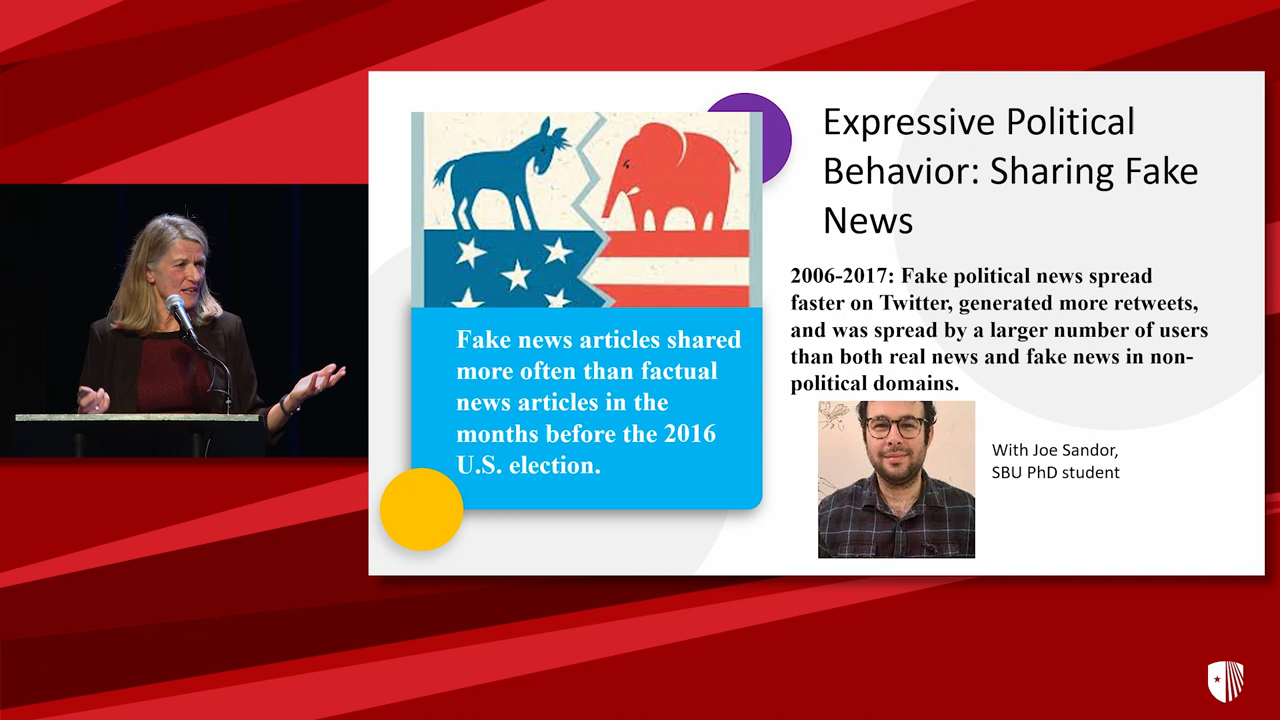 Expressive Political
Behavior: Sharing Fake
News
2006-2017: Fake political news spread
faster on Twitter, generated more retweets,
and was spread by a larger number of users
than both real news and fake news in non-
political domains.
Fake news articles shared
more often than factual
news articles in the
months before the 2016
U.S. election.
With Joe Sandor,
SBU PhD student